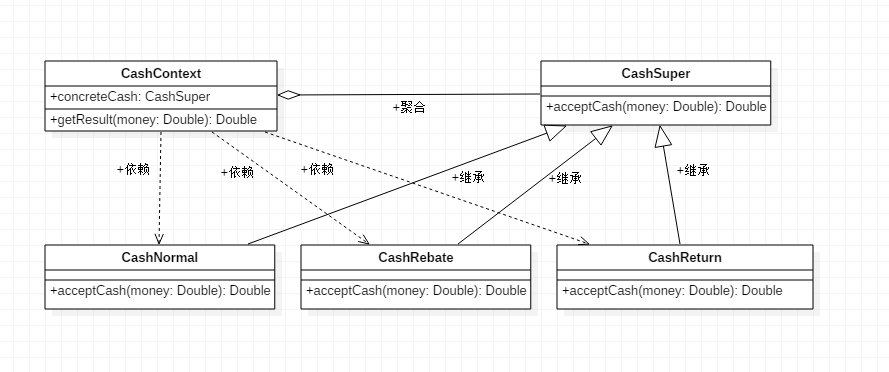 CashContext
+concreteCash: CashSuper
+getResult(money: Double): Double
+聚合
CashSuper
+acceptCash(money: Double): Double
+依赖
+依赖
+依赖
+继承
+继承
+继承
CashNormal
+acceptCash(money: Double): Double
CashRebate
+acceptCash(money: Double): Double
CashReturn
+acceptCash(money: Double): Double